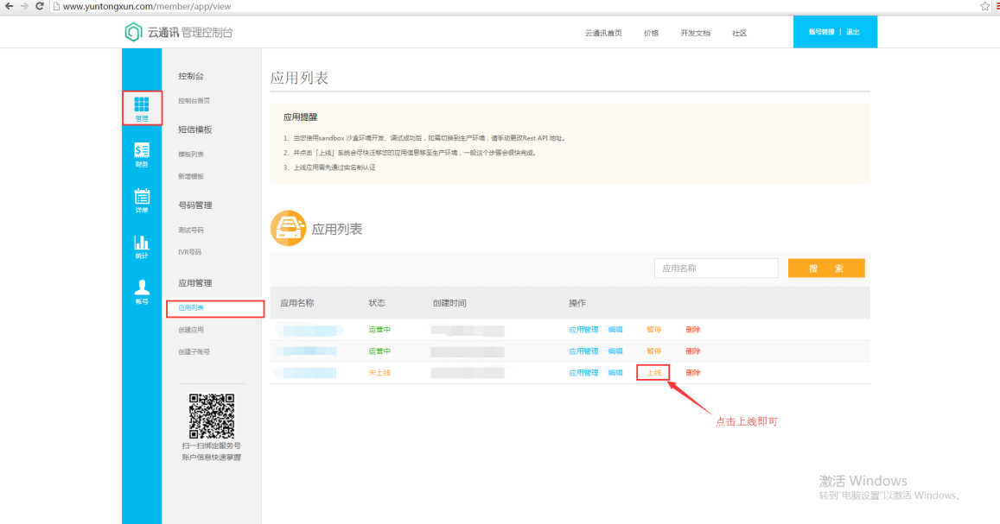 www.yuntongxun.com/member/app/view
云通讯 管理控制台
云通讯首页 价格 开发文档 社区 账号管理 | 退出
管理
财务
详单
统计
帐号
控制台
控制台首页
短信模板
模板列表
新增模板
号码管理
测试号码
IVR号码
应用管理
应用列表
创建应用
创建子账号
扫一扫绑定服务号
账户信息快速掌握
应用列表
应用提醒
1、当您使用sandbox 沙盒环境开发、调试成功后，如需切换到生产环境，请手动更改Rest API 地址。
2、并点击「上线」系统会尽快迁移您的应用信息移至生产环境，一般这个步骤会很快完成。
3、上线应用需先通过实名制认证
应用列表
应用名称 搜 索
应用名称 状态 创建时间 操作
运营中 应用管理 编辑 暂停 删除
运营中 应用管理 编辑 暂停 删除
未上线 应用管理 编辑 上线 删除
点击上线即可
激活 Windows
转到"电脑设置"以激活 Windows。